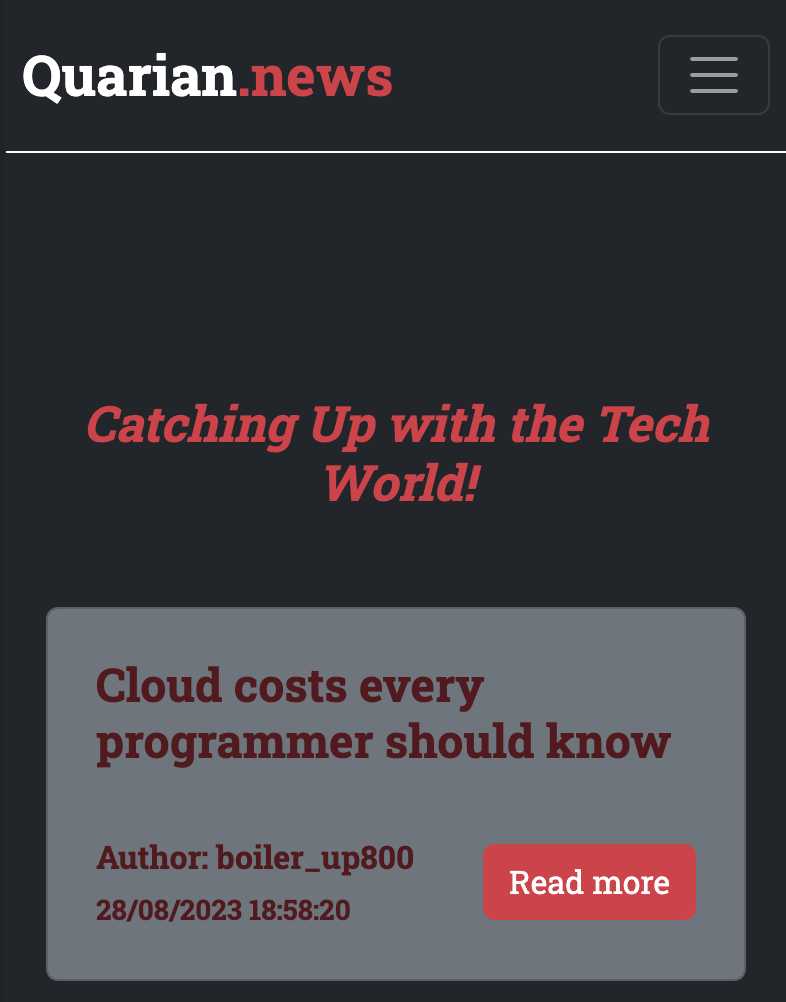 Quarian.news
Catching Up with the Tech
World!
Cloud costs every
programmer should know
Author: boiler_up800
28/08/2023 18:58:20
Read more